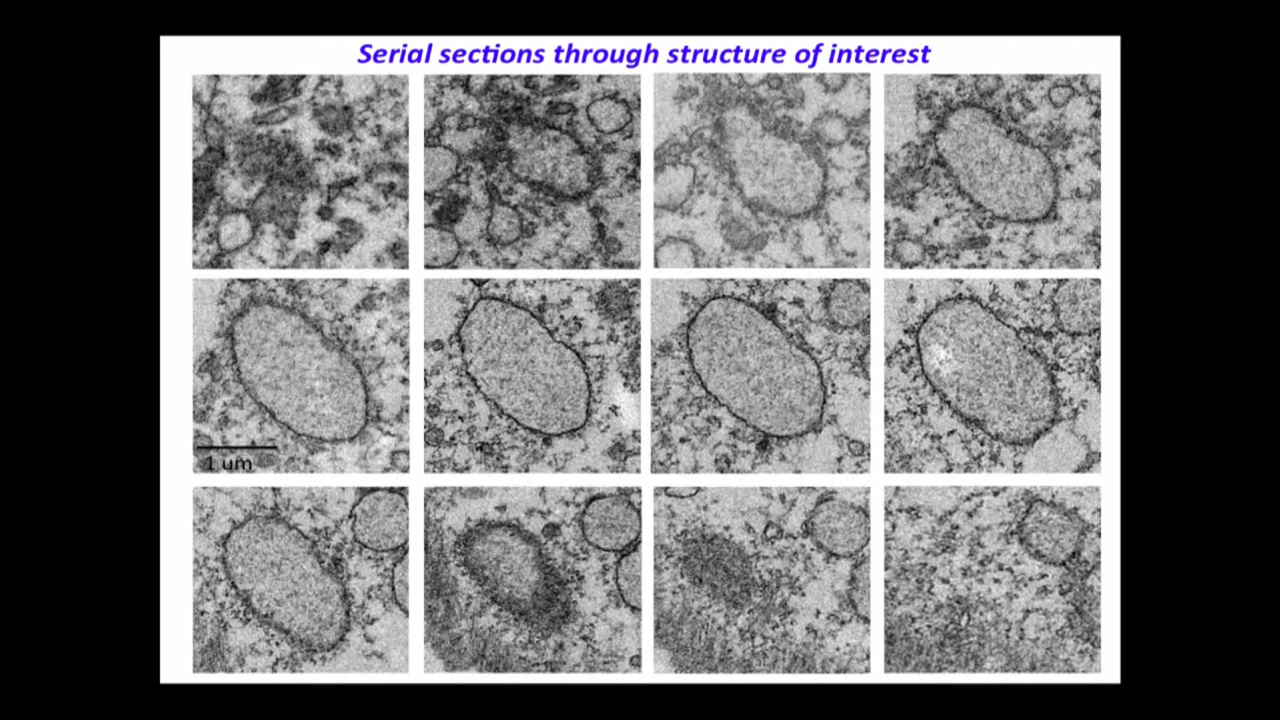 Serial sections through structure of interest
1 um